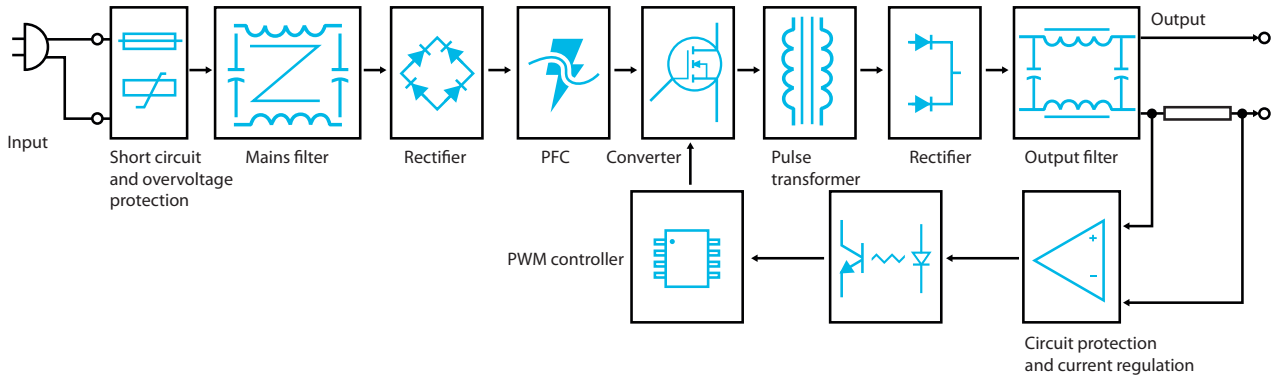 Output
Input
Short circuit
and overvoltage
protection
Mains filter
Rectifier
PFC
Converter
Pulse
transformer
Rectifier
Output filter
PWM controller
+
−
Circuit protection
and current regulation